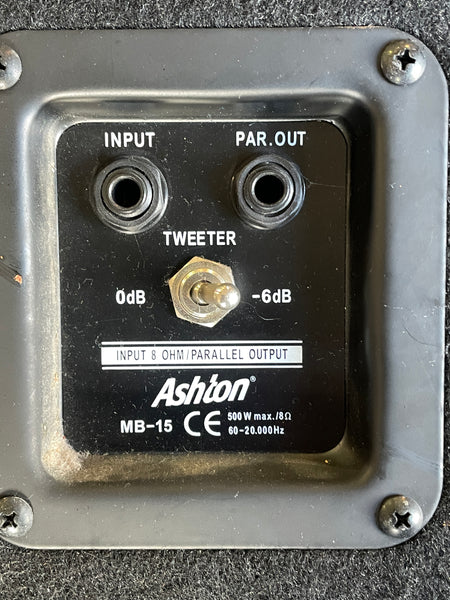 INPUT PAR.OUT
TWEETER
0dB -6dB
INPUT 8 OHM/PARALLEL OUTPUT
Ashton®
MB-15 CE 500W max./8Ω
60-20.000Hz